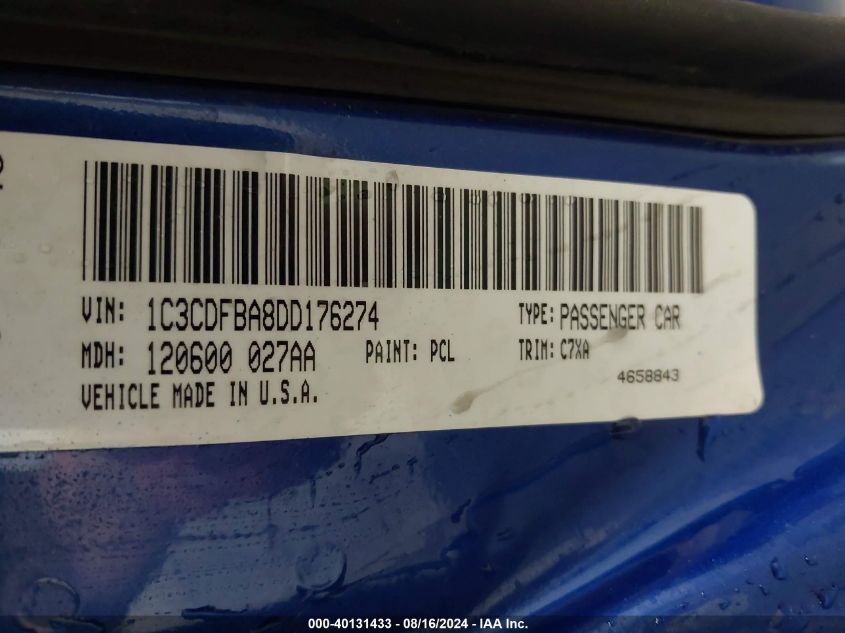 VIN: 1C3CDFBA8DD176274 TYPE: PASSENGER CAR
MDH: 120600 027AA PAINT: PCL TRIM: C7XA
VEHICLE MADE IN U.S.A. 4658843
000-40131433 - 08/16/2024 - IAA Inc.